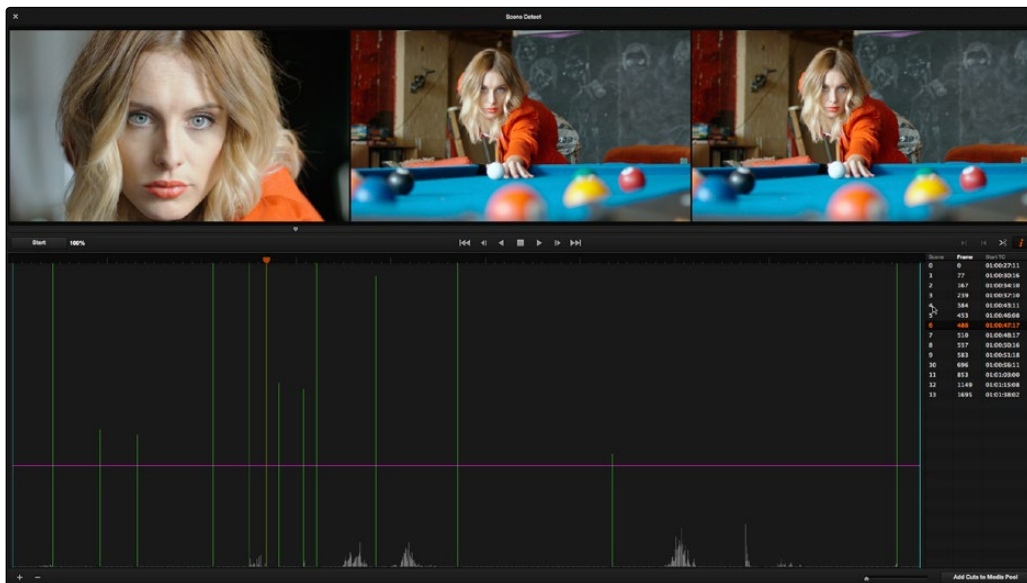 Scene Detect
Start 100%
Scene Frame Start TC
0 0 01:00:27:11
1 77 01:00:30:16
2 167 01:00:34:10
3 239 01:00:37:10
4 384 01:00:43:11
5 453 01:00:46:08
6 486 01:00:47:17
7 510 01:00:48:17
8 557 01:00:50:16
9 583 01:00:51:18
10 696 01:00:56:11
11 853 01:01:03:00
12 1149 01:01:15:08
13 1695 01:01:38:02
Add Cuts to Media Pool